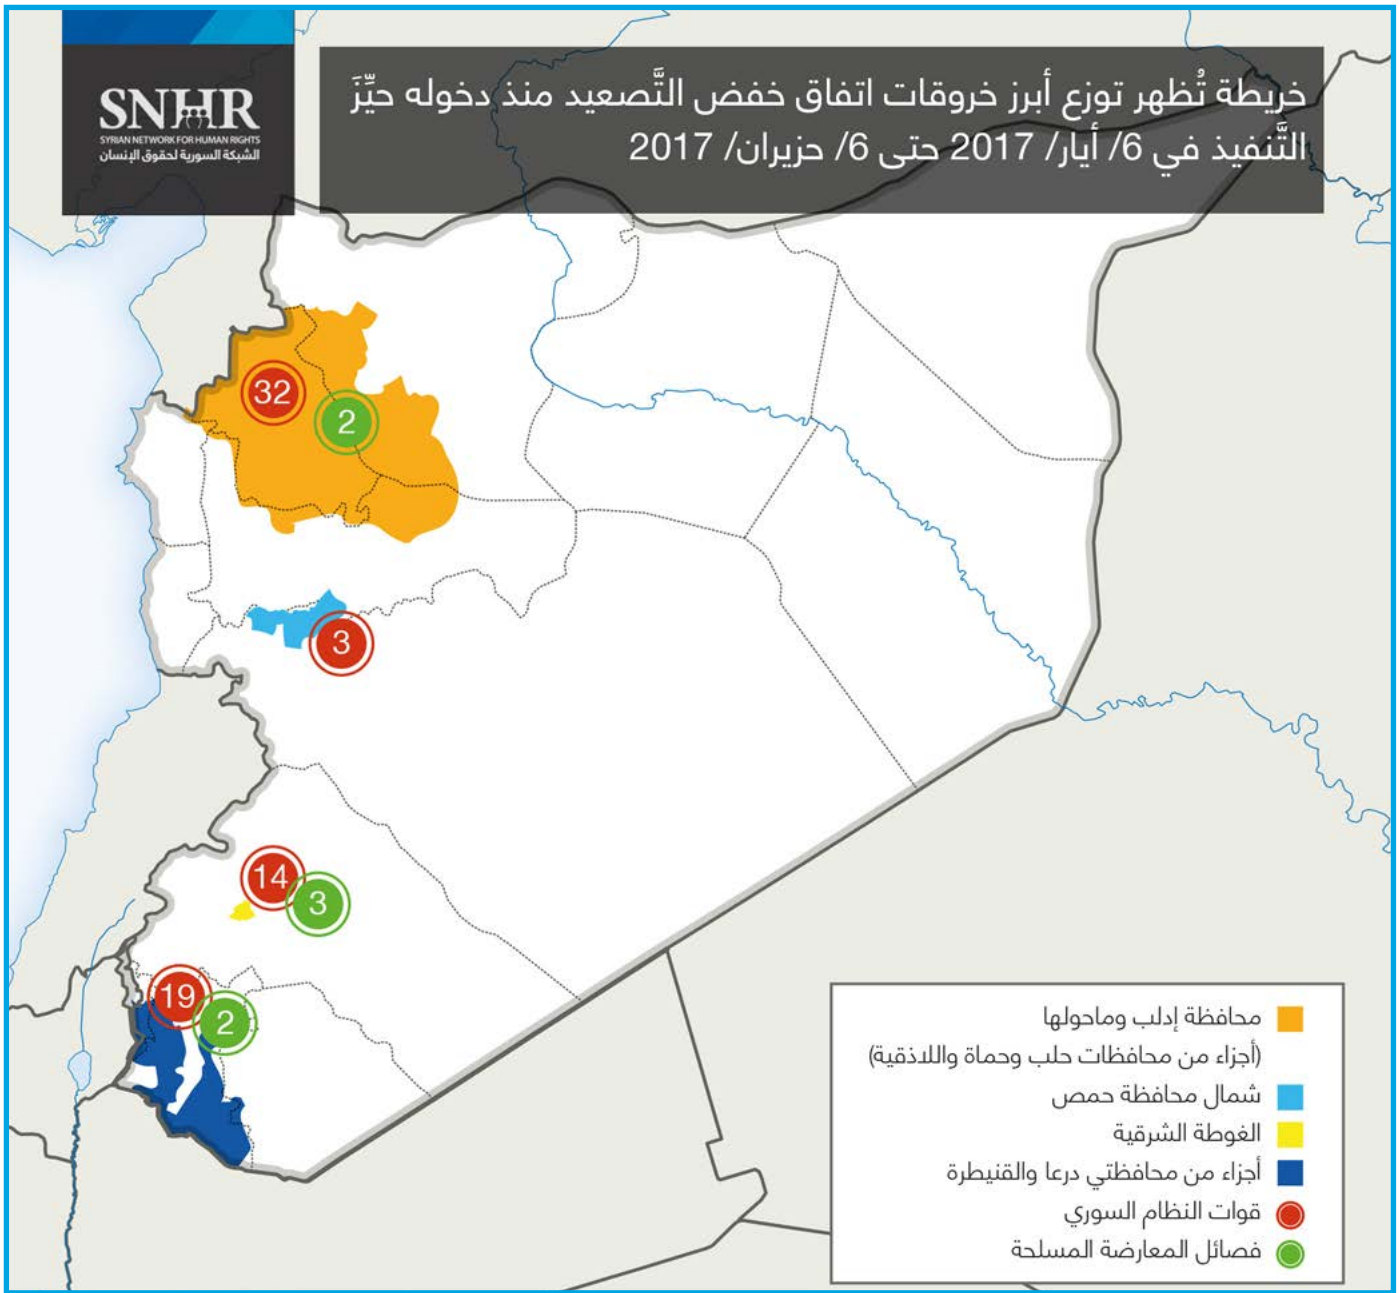 SNHR
SYRIAN NETWORK FOR HUMAN RIGHTS
الشبكة السورية لحقوق الإنسان
خريطة تُظهر توزع أبرز خروقات اتفاق خفض التَّصعيد منذ دخوله حيِّزَ
التَّنفيذ في 6/ أيار/ 2017 حتى 6/ حزيران/ 2017
32
2
3
14
3
19
2
محافظة إدلب وماحولها
(أجزاء من محافظات حلب وحماة واللاذقية)
شمال محافظة حمص
الغوطة الشرقية
أجزاء من محافظتي درعا والقنيطرة
قوات النظام السوري
فصائل المعارضة المسلحة